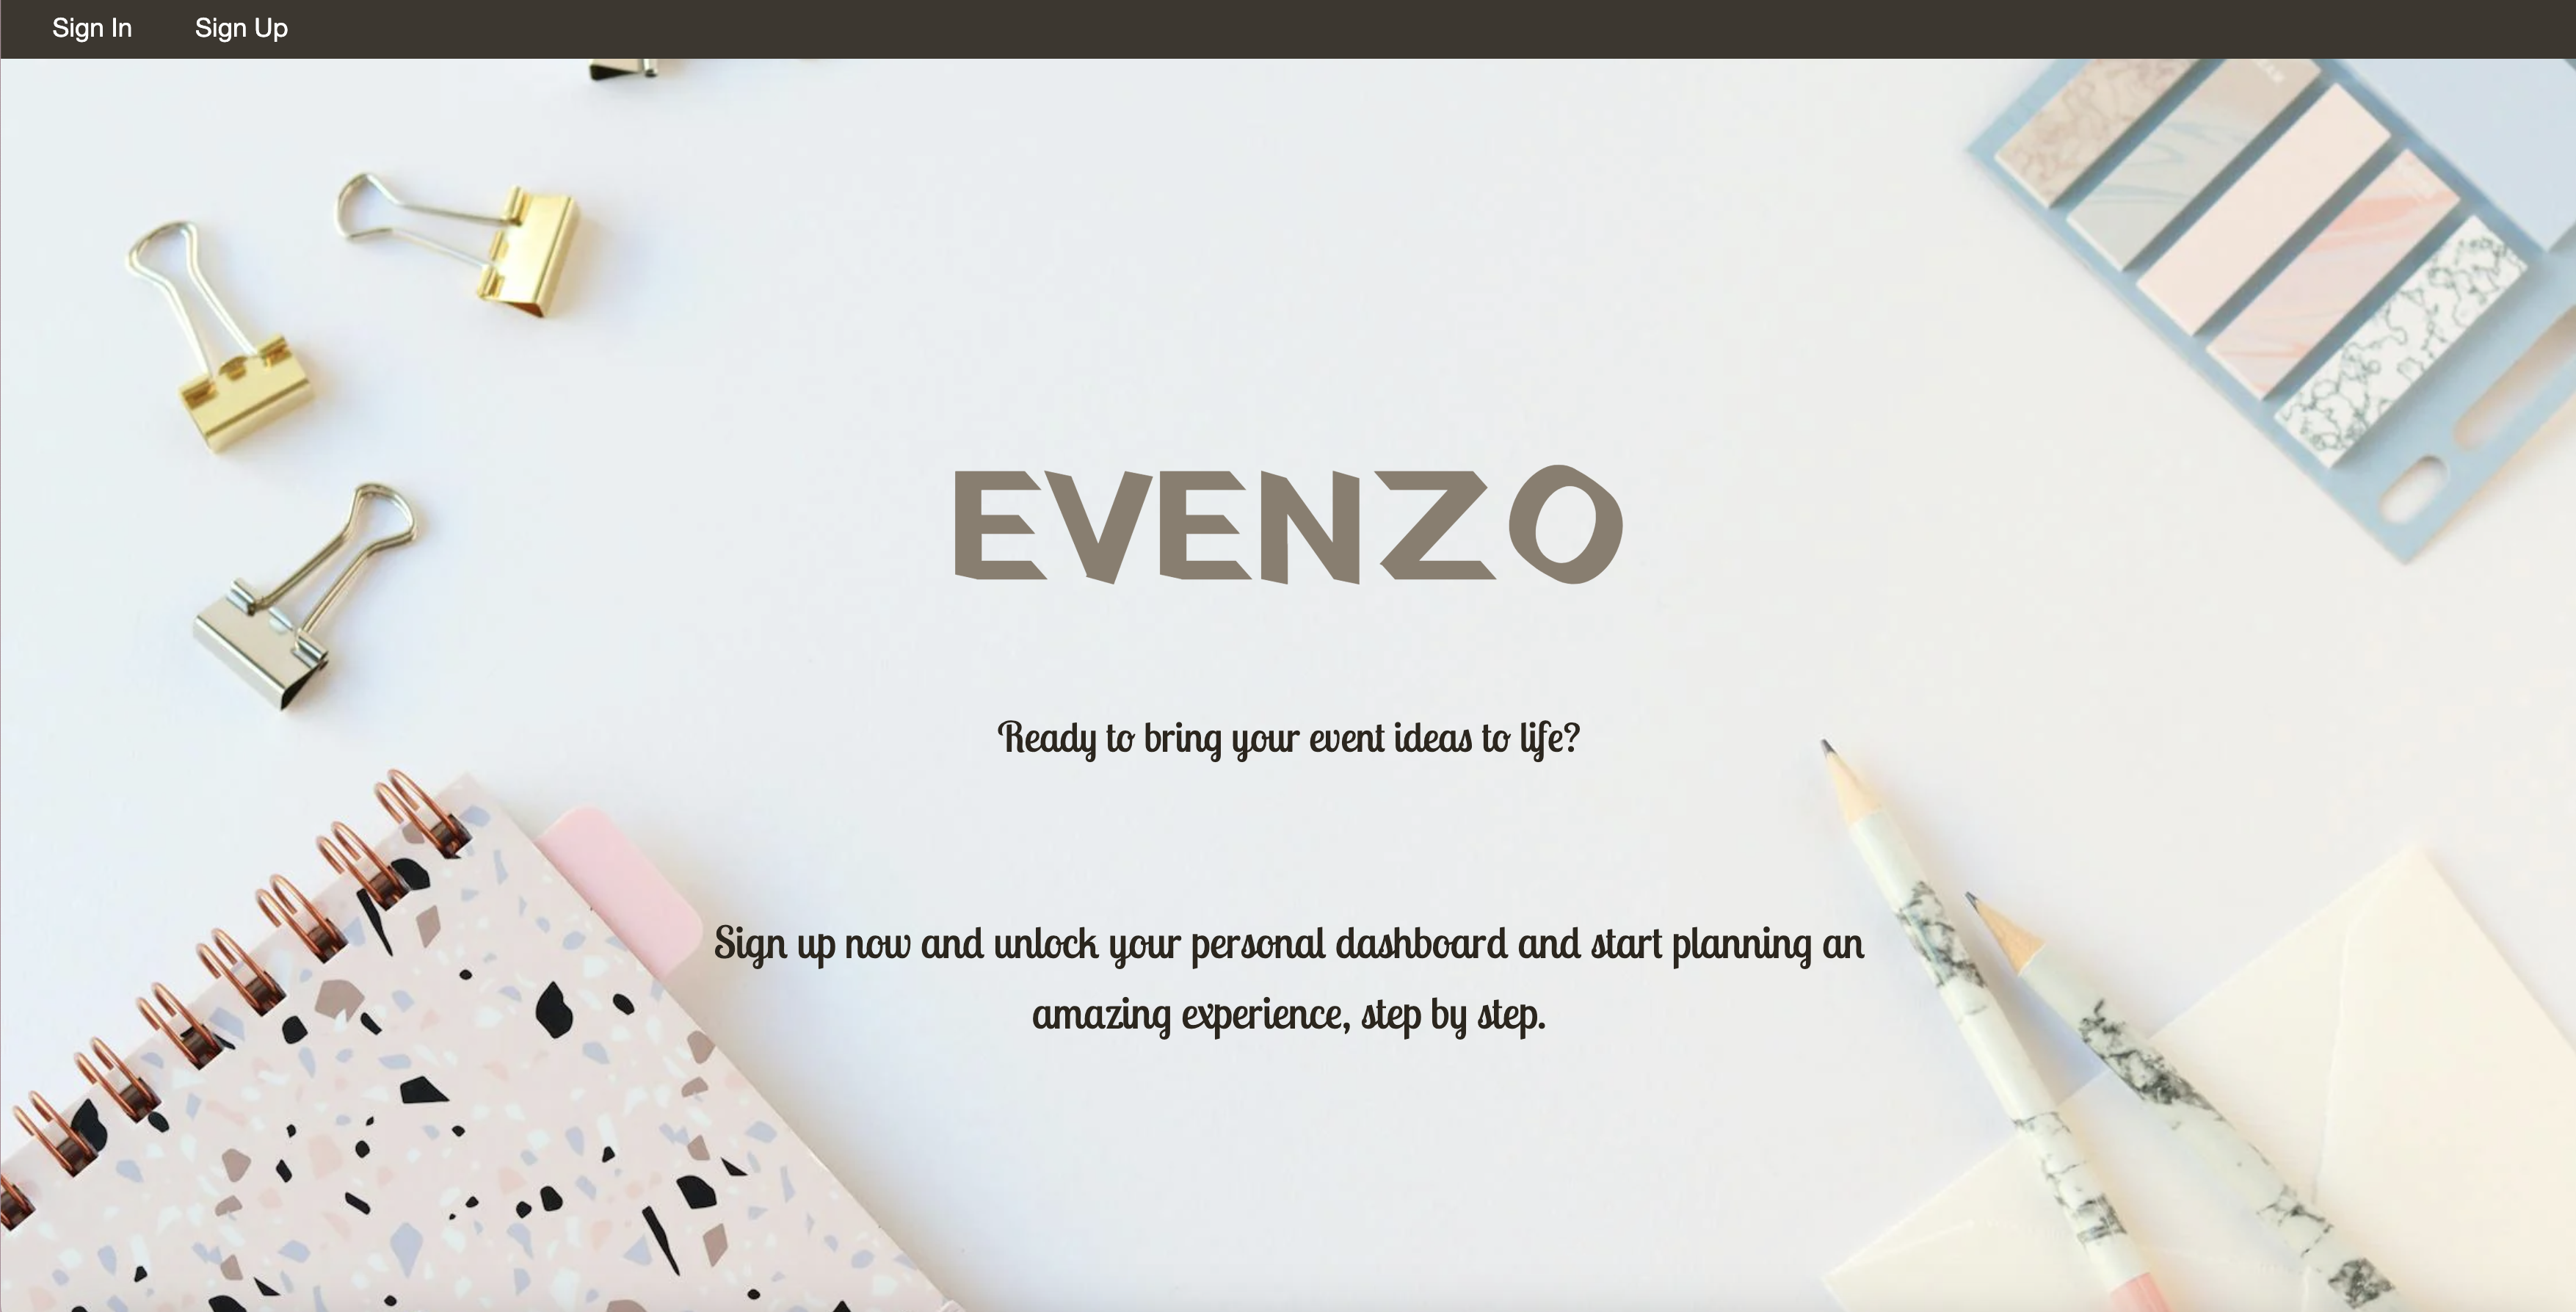 Sign In Sign Up
EVENZO
Ready to bring your event ideas to life?
Sign up now and unlock your personal dashboard and start planning an
amazing experience, step by step.